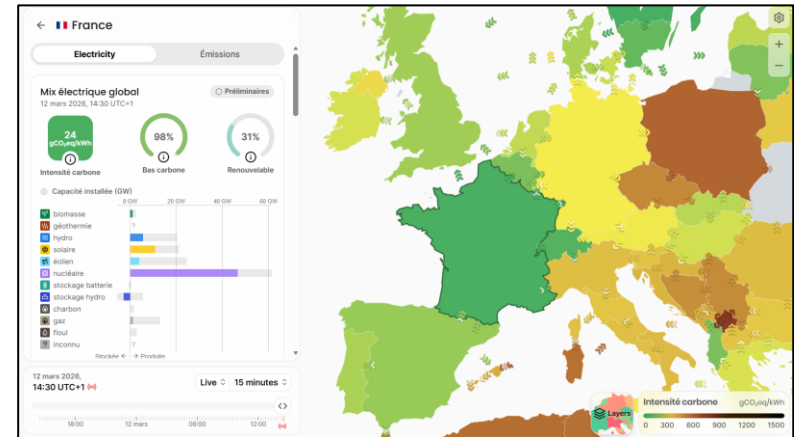 ← France
Electricity Émissions
Mix électrique global Préliminaires
12 mars 2026, 14:30 UTC+1
24
gCO₂eq/kWh
98%
31%
Intensité carbone Bas carbone Renouvelable
Capacité installée (GW)
0 GW 20 GW 40 GW 60 GW
biomasse
géothermie ?
hydro
solaire
éolien
nucléaire
stockage batterie
stockage hydro
charbon
gaz
fioul
? inconnu ?
Stockée ← → Produite
12 mars 2026,
14:30 UTC+1
Live 15 minutes
18:00 12 mars 06:00 12:00
+
−
Layers
Intensité carbone gCO₂eq/kWh
0 300 600 900 1200 1500